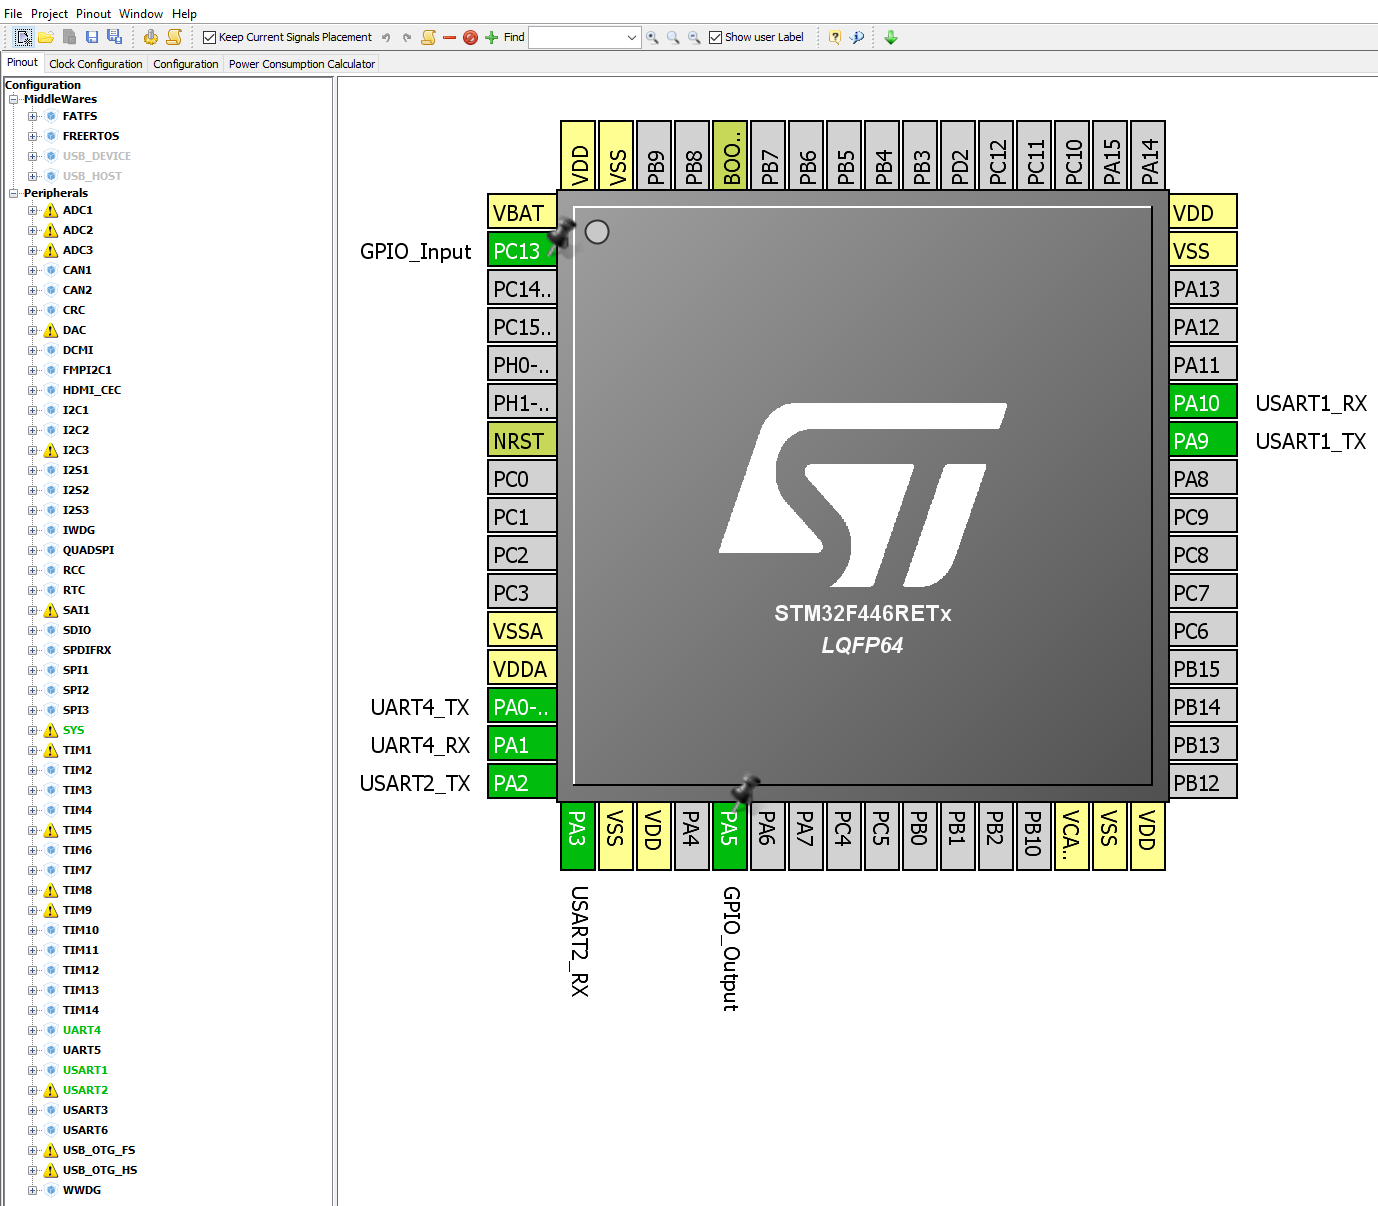 File Project Pinout Window Help
Keep Current Signals Placement Find Show user Label
Pinout Clock Configuration Configuration Power Consumption Calculator
Configuration
MiddleWares
FATFS
FREERTOS
USB_DEVICE
USB_HOST
Peripherals
ADC1
ADC2
ADC3
CAN1
CAN2
CRC
DAC
DCMI
FMPI2C1
HDMI_CEC
I2C1
I2C2
I2C3
I2S1
I2S2
I2S3
IWDG
QUADSPI
RCC
RTC
SAI1
SDIO
SPDIFRX
SPI1
SPI2
SPI3
SYS
TIM1
TIM2
TIM3
TIM4
TIM5
TIM6
TIM7
TIM8
TIM9
TIM10
TIM11
TIM12
TIM13
TIM14
UART4
UART5
USART1
USART2
USART3
USART6
USB_OTG_FS
USB_OTG_HS
WWDG
VDD
VSS
PB9
PB8
BOO..
PB7
PB6
PB5
PB4
PB3
PD2
PC12
PC11
PC10
PA15
PA14
VBAT
GPIO_Input PC13
PC14..
PC15..
PH0-..
PH1-..
NRST
PC0
PC1
PC2
PC3
VSSA
VDDA
UART4_TX PA0-..
UART4_RX PA1
USART2_TX PA2
STM32F446RETx
LQFP64
VDD
VSS
PA13
PA12
PA11
PA10 USART1_RX
PA9 USART1_TX
PA8
PC9
PC8
PC7
PC6
PB15
PB14
PB13
PB12
PA3
VSS
VDD
PA4
PA5
PA6
PA7
PC4
PC5
PB0
PB1
PB2
PB10
VCA..
VSS
VDD
USART2_RX
GPIO_Output